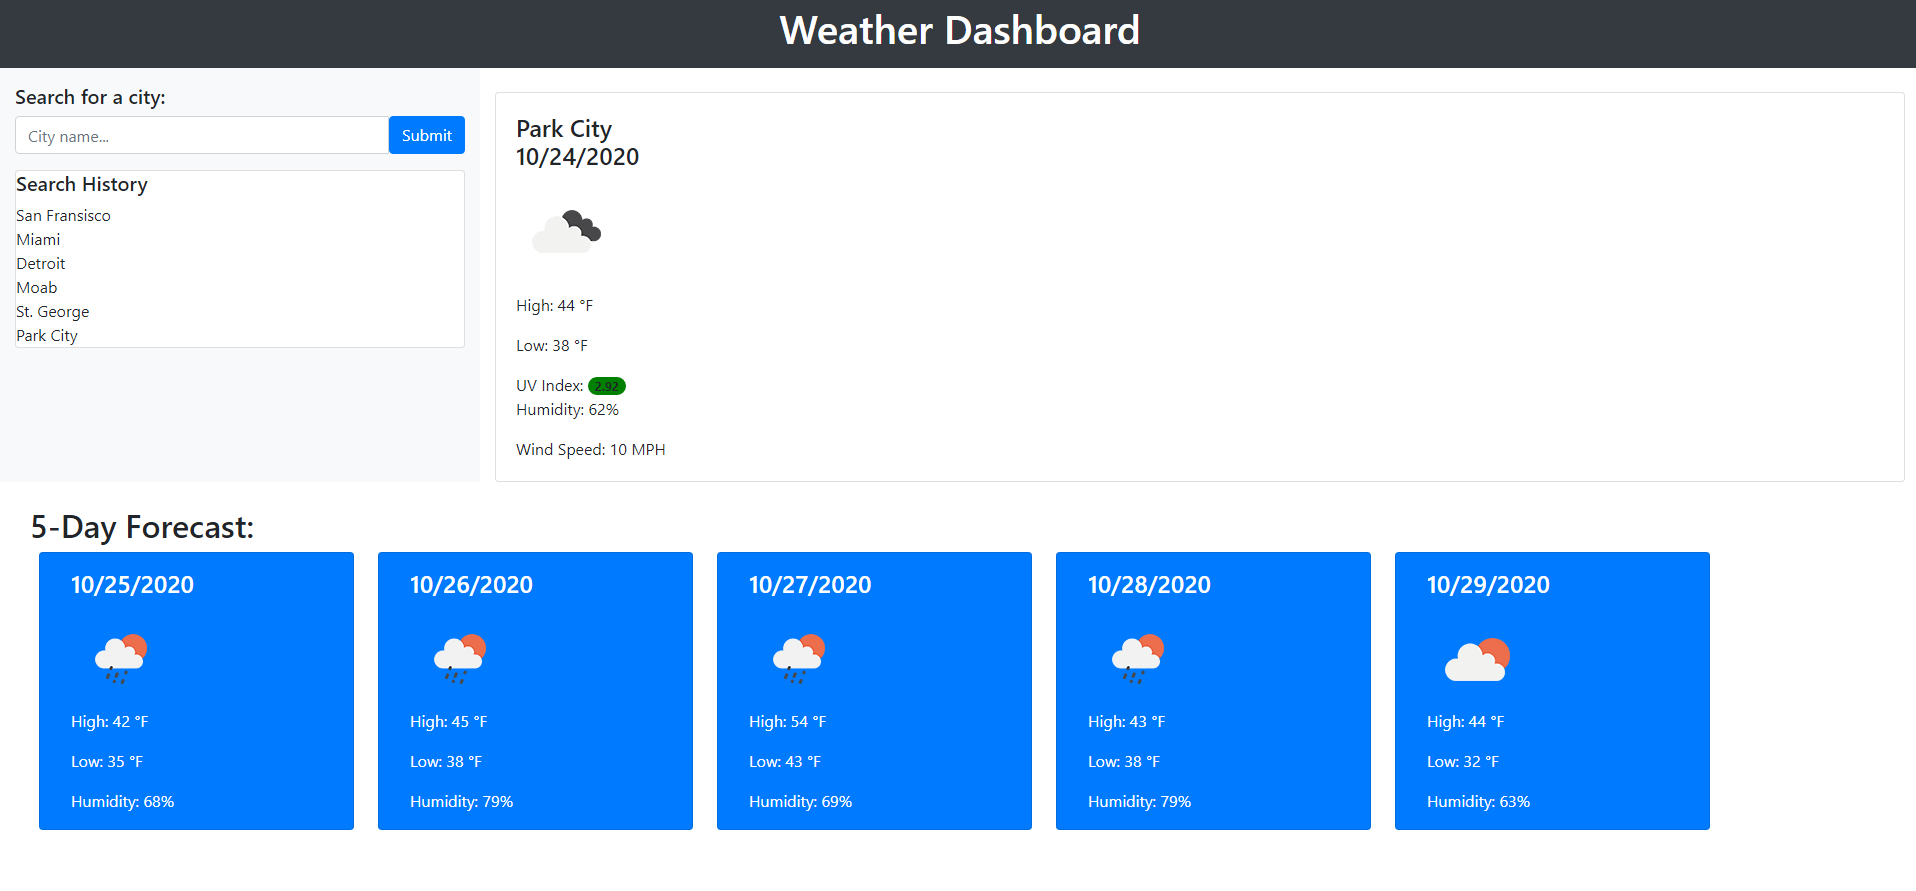 Weather Dashboard
Search for a city:
City name...
Submit
Search History
San Fransisco
Miami
Detroit
Moab
St. George
Park City
Park City
10/24/2020
High: 44 °F
Low: 38 °F
UV Index: 2.92
Humidity: 62%
Wind Speed: 10 MPH
5-Day Forecast:
10/25/2020
High: 42 °F
Low: 35 °F
Humidity: 68%
10/26/2020
High: 45 °F
Low: 38 °F
Humidity: 79%
10/27/2020
High: 54 °F
Low: 43 °F
Humidity: 69%
10/28/2020
High: 43 °F
Low: 38 °F
Humidity: 79%
10/29/2020
High: 44 °F
Low: 32 °F
Humidity: 63%